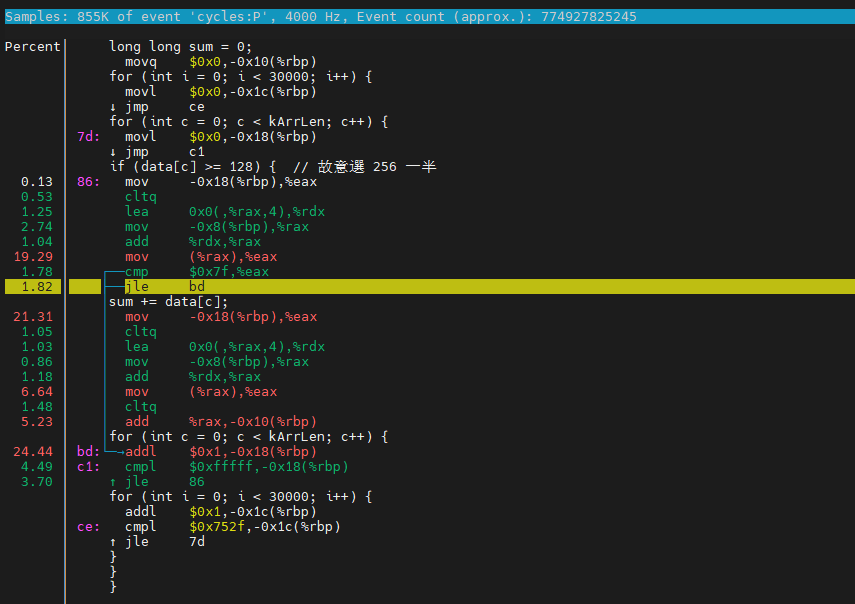 Samples: 855K of event 'cycles:P', 4000 Hz, Event count (approx.): 774927825245
Percent│     long long sum = 0;
       │       movq    $0x0,-0x10(%rbp)
       │     for (int i = 0; i < 30000; i++) {
       │       movl    $0x0,-0x1c(%rbp)
       │     ↓ jmp     ce
       │     for (int c = 0; c < kArrLen; c++) {
       │ 7d:   movl    $0x0,-0x18(%rbp)
       │     ↓ jmp     c1
       │     if (data[c] >= 128) {  // 故意選 256 一半
  0.13 │ 86:   mov     -0x18(%rbp),%eax
  0.53 │       cltq
  1.25 │       lea     0x0(,%rax,4),%rdx
  2.74 │       mov     -0x8(%rbp),%rax
  1.04 │       add     %rdx,%rax
 19.29 │       mov     (%rax),%eax
  1.78 │    ┌──cmp     $0x7f,%eax
  1.82 │    ├──jle     bd
       │    │sum += data[c];
 21.31 │    │  mov     -0x18(%rbp),%eax
  1.05 │    │  cltq
  1.03 │    │  lea     0x0(,%rax,4),%rdx
  0.86 │    │  mov     -0x8(%rbp),%rax
  1.18 │    │  add     %rdx,%rax
  6.64 │    │  mov     (%rax),%eax
  1.48 │    │  cltq
  5.23 │    │  add     %rax,-0x10(%rbp)
       │    │for (int c = 0; c < kArrLen; c++) {
 24.44 │ bd:└─→addl    $0x1,-0x18(%rbp)
  4.49 │ c1:   cmpl    $0xfffff,-0x18(%rbp)
  3.70 │     ↑ jle     86
       │     for (int i = 0; i < 30000; i++) {
       │       addl    $0x1,-0x1c(%rbp)
       │ ce:   cmpl    $0x752f,-0x1c(%rbp)
       │     ↑ jle     7d
       │     }
       │     }
       │     }